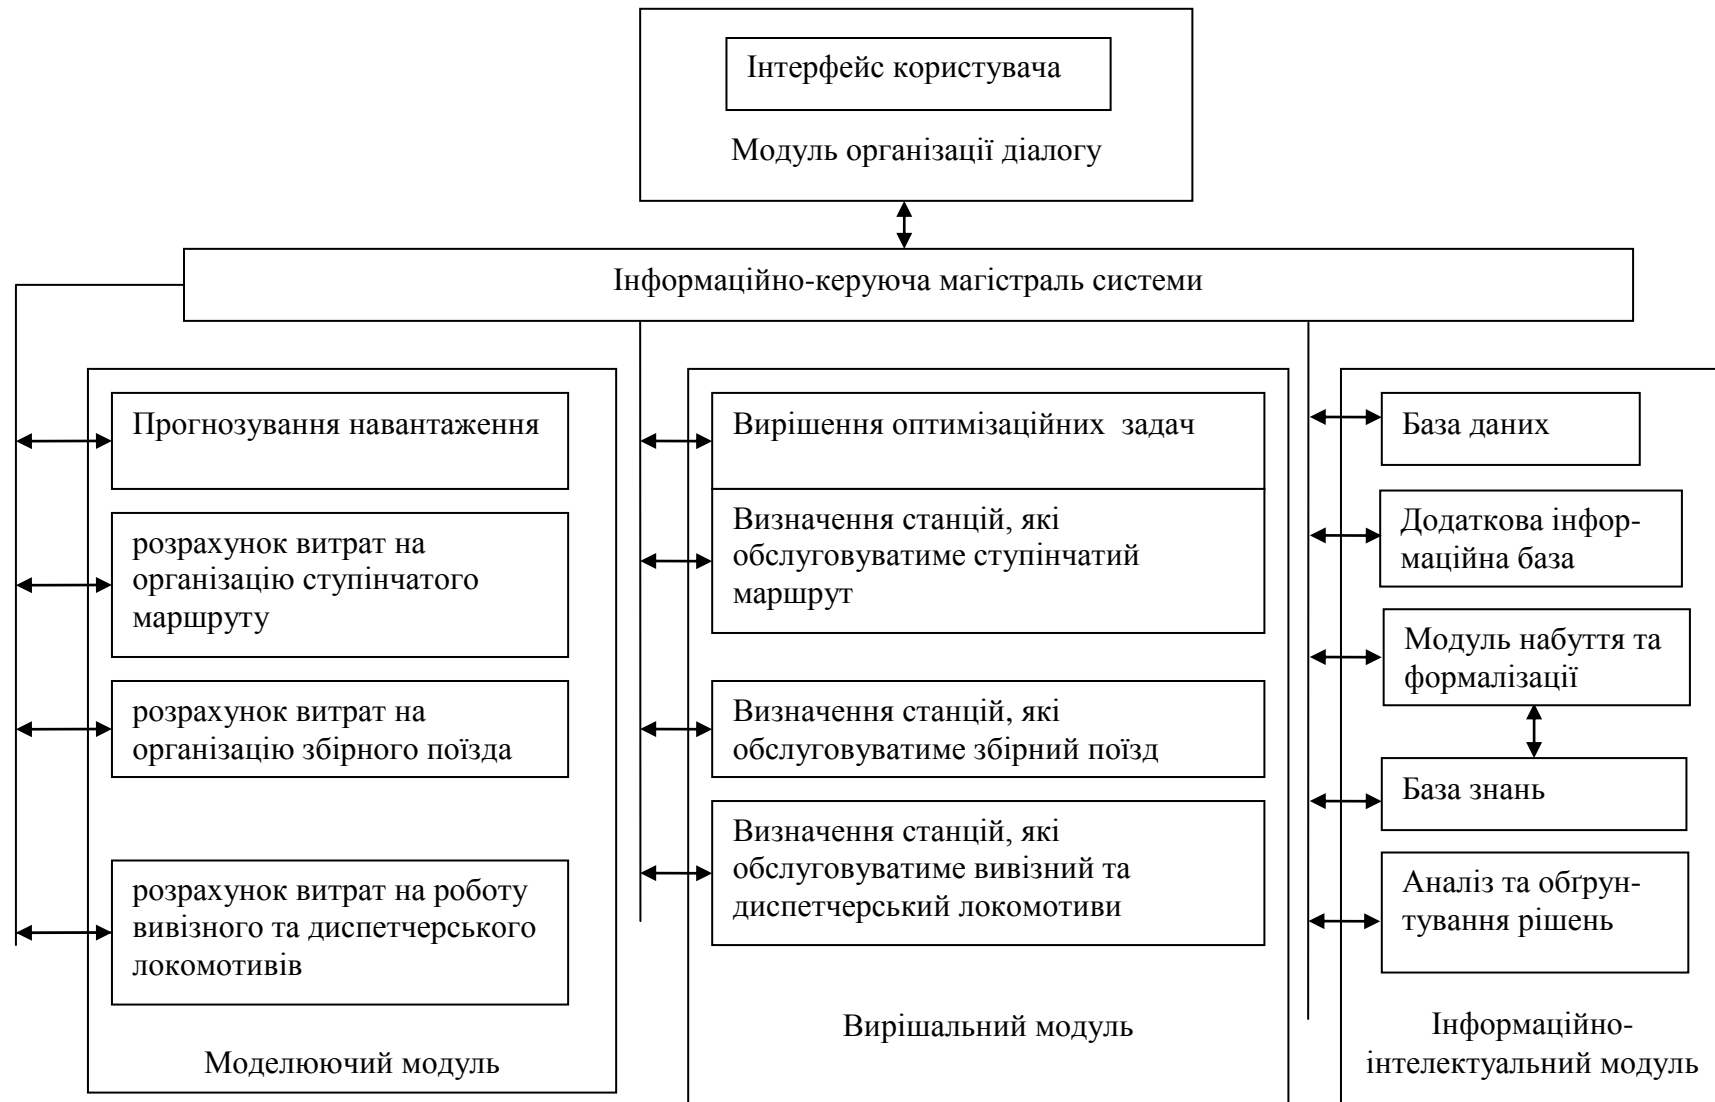 Інтерфейс користувача
Модуль організації діалогу
Інформаційно-керуюча магістраль системи
Прогнозування навантаження
розрахунок витрат на
організацію ступінчатого
маршруту
розрахунок витрат на
організацію збірного поїзда
розрахунок витрат на роботу
вивізного та диспетчерського
локомотивів
Моделюючий модуль
Вирішення оптимізаційних задач
Визначення станцій, які
обслуговуватиме ступінчатий
маршрут
Визначення станцій, які
обслуговуватиме збірний поїзд
Визначення станцій, які
обслуговуватиме вивізний та
диспетчерський локомотиви
Вирішальний модуль
База даних
Додаткова інфор-
маційна база
Модуль набуття та
формалізації
База знань
Аналіз та обґрун-
тування рішень
Інформаційно-
інтелектуальний модуль